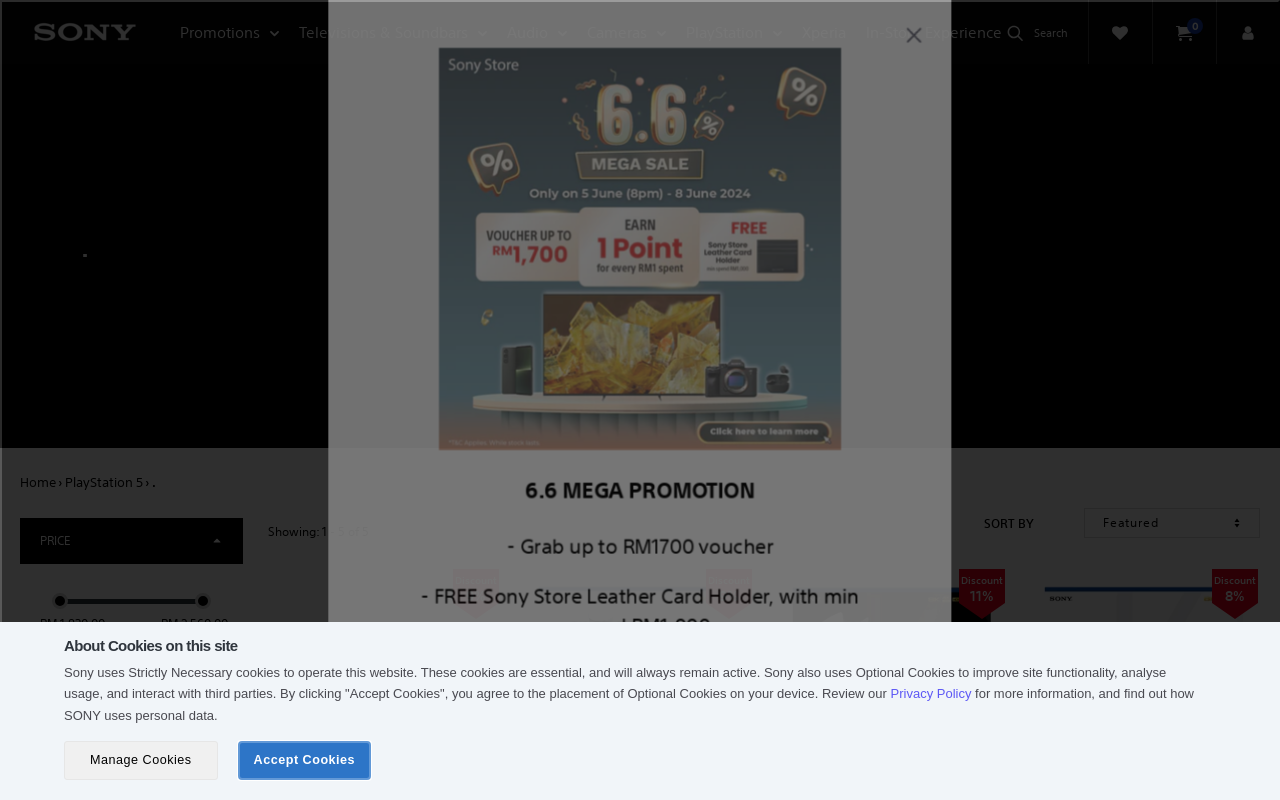 SONY
Promotions
Televisions & Soundbars
Audio
Cameras
PlayStation
Xperia
In-Store Experience
Search
0
Sony Store
6.6
MEGA SALE
Only on 5 June (8pm) - 8 June 2024
VOUCHER UP TO
RM1,700
EARN
1 Point
for every RM1 spent
FREE
Sony Store
Leather Card
Holder
Click here to learn more
6.6 MEGA PROMOTION
- Grab up to RM1700 voucher
- FREE Sony Store Leather Card Holder, with min
Home › PlayStation 5 › .
PRICE
Showing: 1
SORT BY
Featured
Discount
11%
Discount
8%
SONY
About Cookies on this site
Sony uses Strictly Necessary cookies to operate this website. These cookies are essential, and will always remain active. Sony also uses Optional Cookies to improve site functionality, analyse
usage, and interact with third parties. By clicking "Accept Cookies", you agree to the placement of Optional Cookies on your device. Review our Privacy Policy for more information, and find out how
SONY uses personal data.
Manage Cookies
Accept Cookies